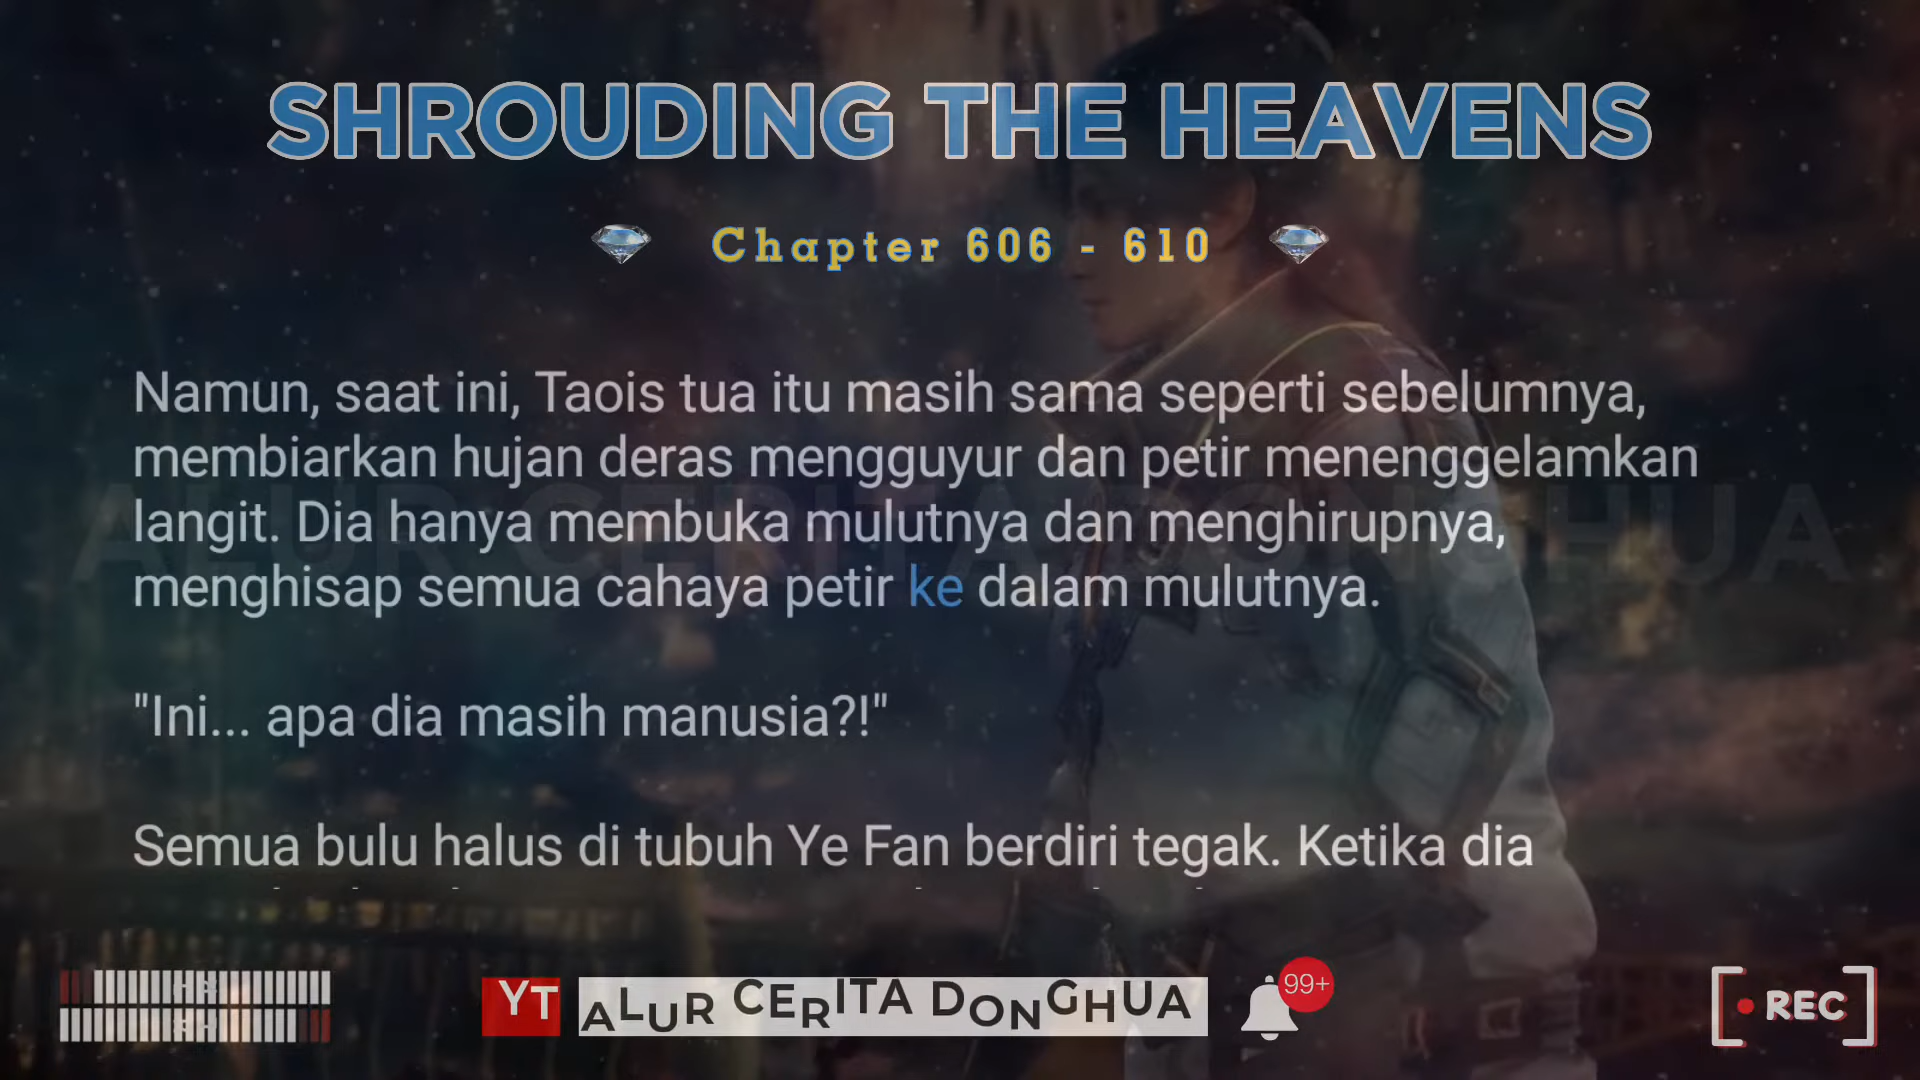 SHROUDING THE HEAVENS
Chapter 606 - 610
Namun, saat ini, Taois tua itu masih sama seperti sebelumnya,
membiarkan hujan deras mengguyur dan petir menenggelamkan
langit. Dia hanya membuka mulutnya dan menghirupnya,
menghisap semua cahaya petir ke dalam mulutnya.
"Ini... apa dia masih manusia?!"
Semua bulu halus di tubuh Ye Fan berdiri tegak. Ketika dia
ALUR CERITA DONGHUA
YT ALUR CERITA DONGHUA 99+
REC